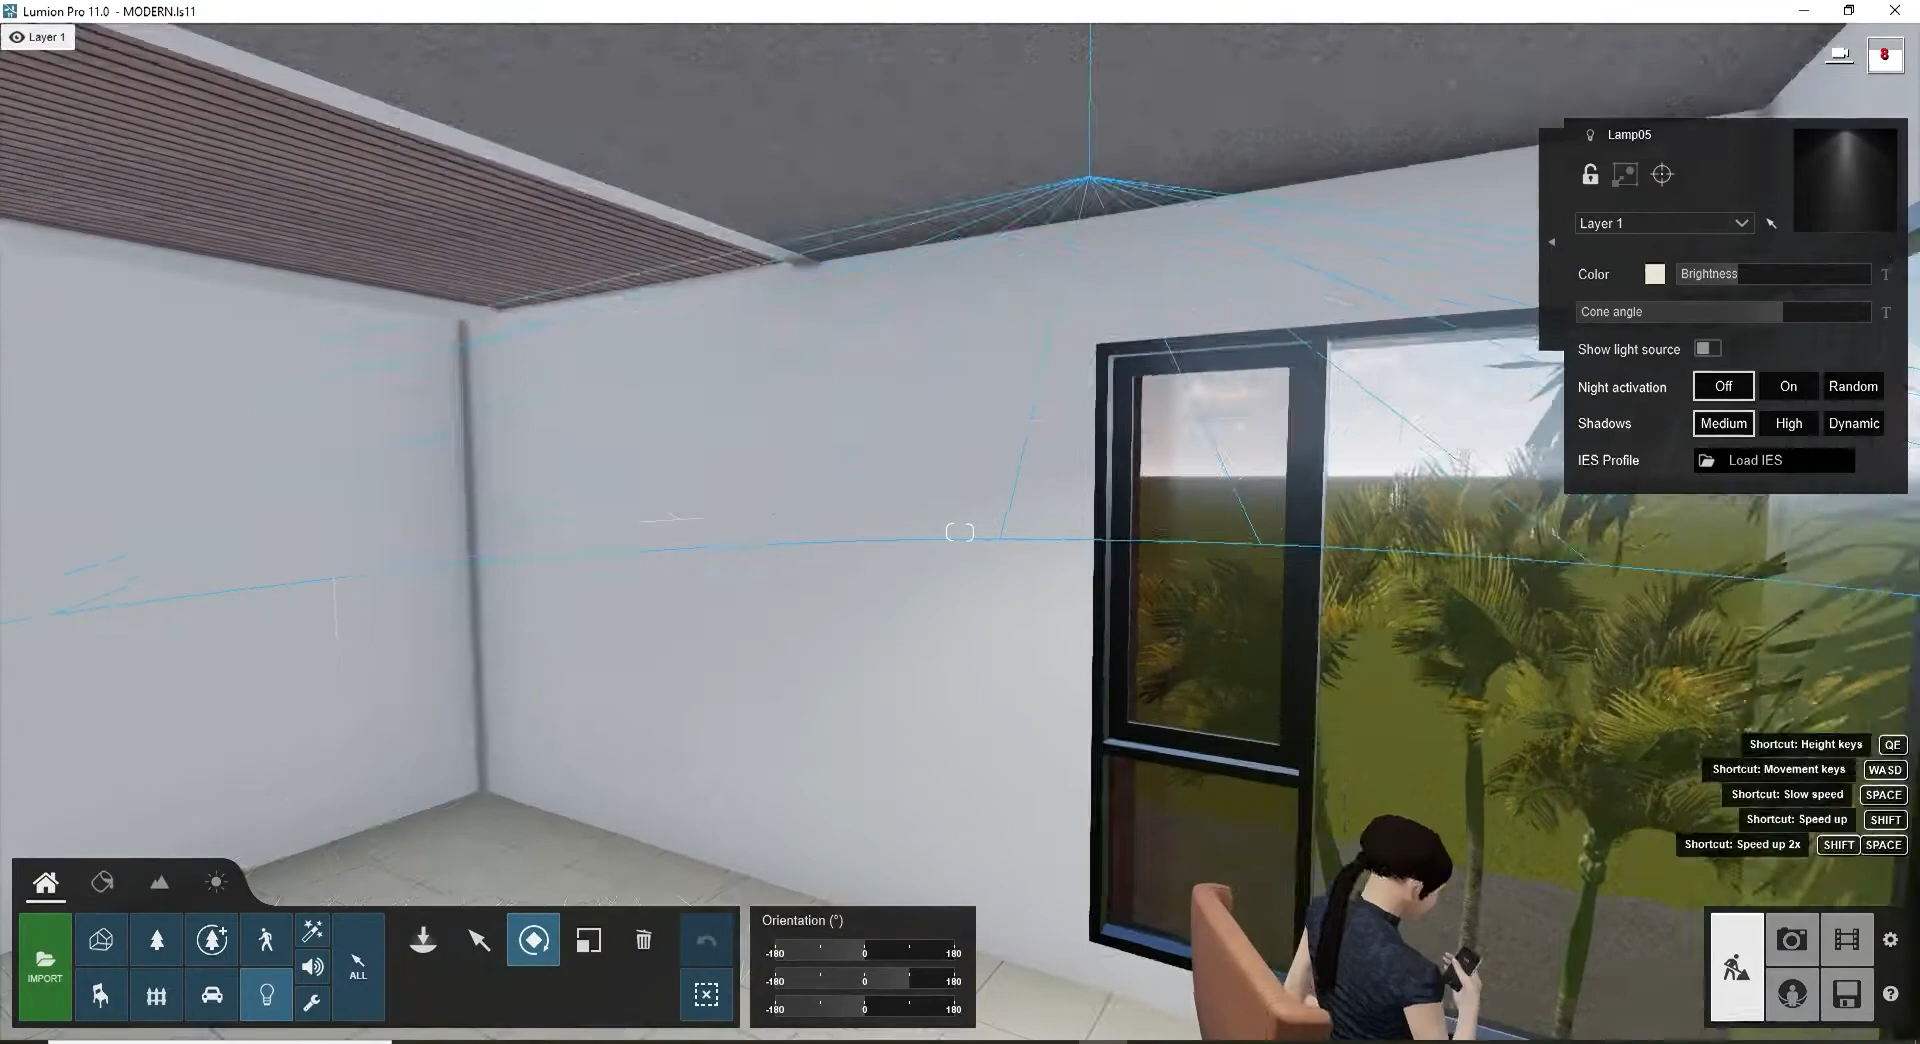 Lumion Pro 11.0 - MODERN.ls11
Layer 1
8
Lamp05
Layer 1
Color
Brightness
T
Cone angle
T
Show light source
Night activation
Off
On
Random
Shadows
Medium
High
Dynamic
IES Profile
Load IES
Shortcut: Height keys
QE
Shortcut: Movement keys
WASD
Shortcut: Slow speed
SPACE
Shortcut: Speed up
SHIFT
Shortcut: Speed up 2x
SHIFT
SPACE
IMPORT
ALL
Orientation (°)
-180 0 180
-180 0 180
-180 0 180
?